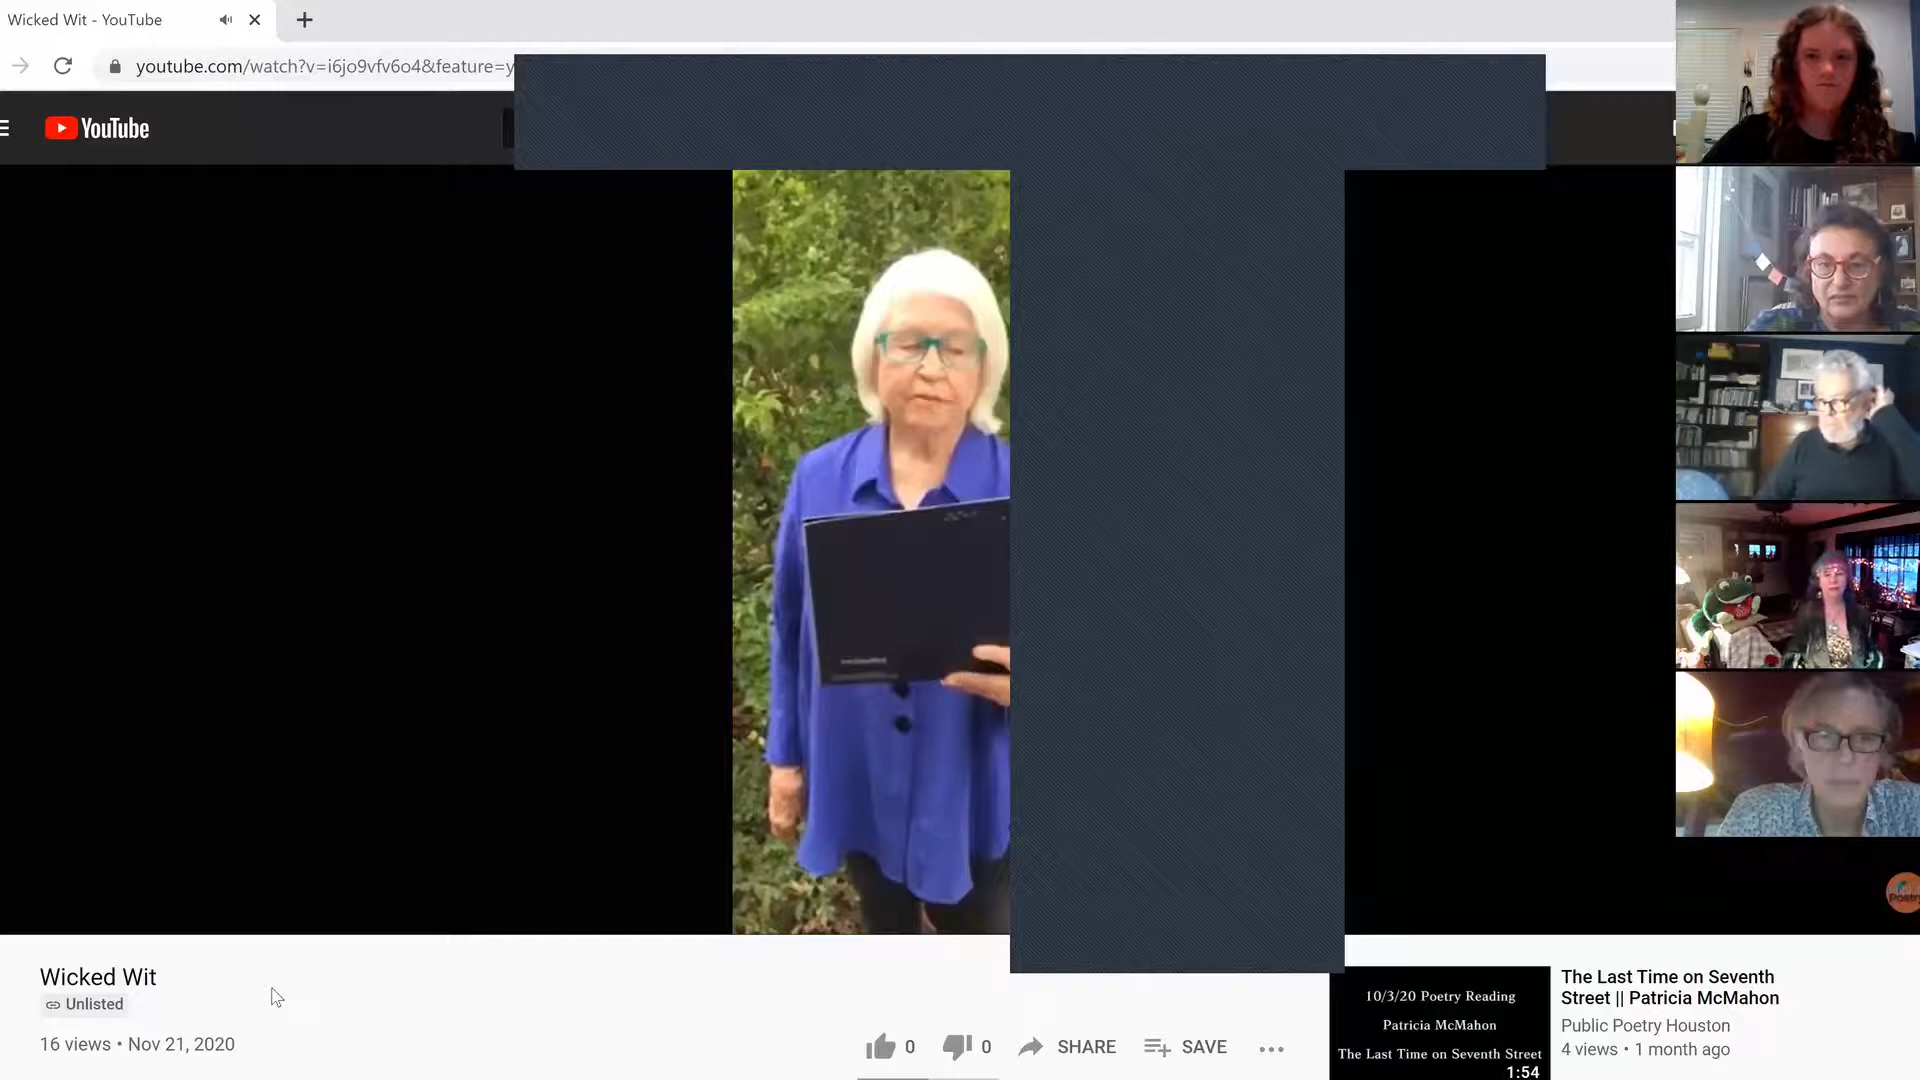 Wicked Wit - YouTube
youtube.com/watch?v=i6jo9vfv6o4&feature=y
YouTube
Wicked Wit
Unlisted
16 views • Nov 21, 2020
0
0
SHARE
SAVE
10/3/20 Poetry Reading
Patricia McMahon
The Last Time on Seventh Street
1:54
The Last Time on Seventh
Street || Patricia McMahon
Public Poetry Houston
4 views • 1 month ago